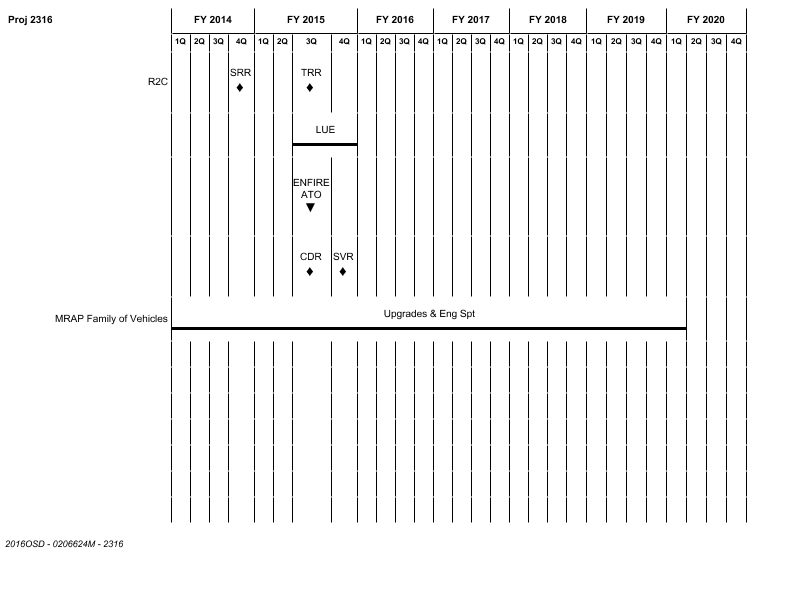 Proj 2316
FY 2014 FY 2015 FY 2016 FY 2017 FY 2018 FY 2019 FY 2020
1Q 2Q 3Q 4Q 1Q 2Q 3Q 4Q 1Q 2Q 3Q 4Q 1Q 2Q 3Q 4Q 1Q 2Q 3Q 4Q 1Q 2Q 3Q 4Q 1Q 2Q 3Q 4Q
R2C
SRR TRR
LUE
ENFIRE
ATO
CDR SVR
MRAP Family of Vehicles
Upgrades & Eng Spt
2016OSD - 0206624M - 2316